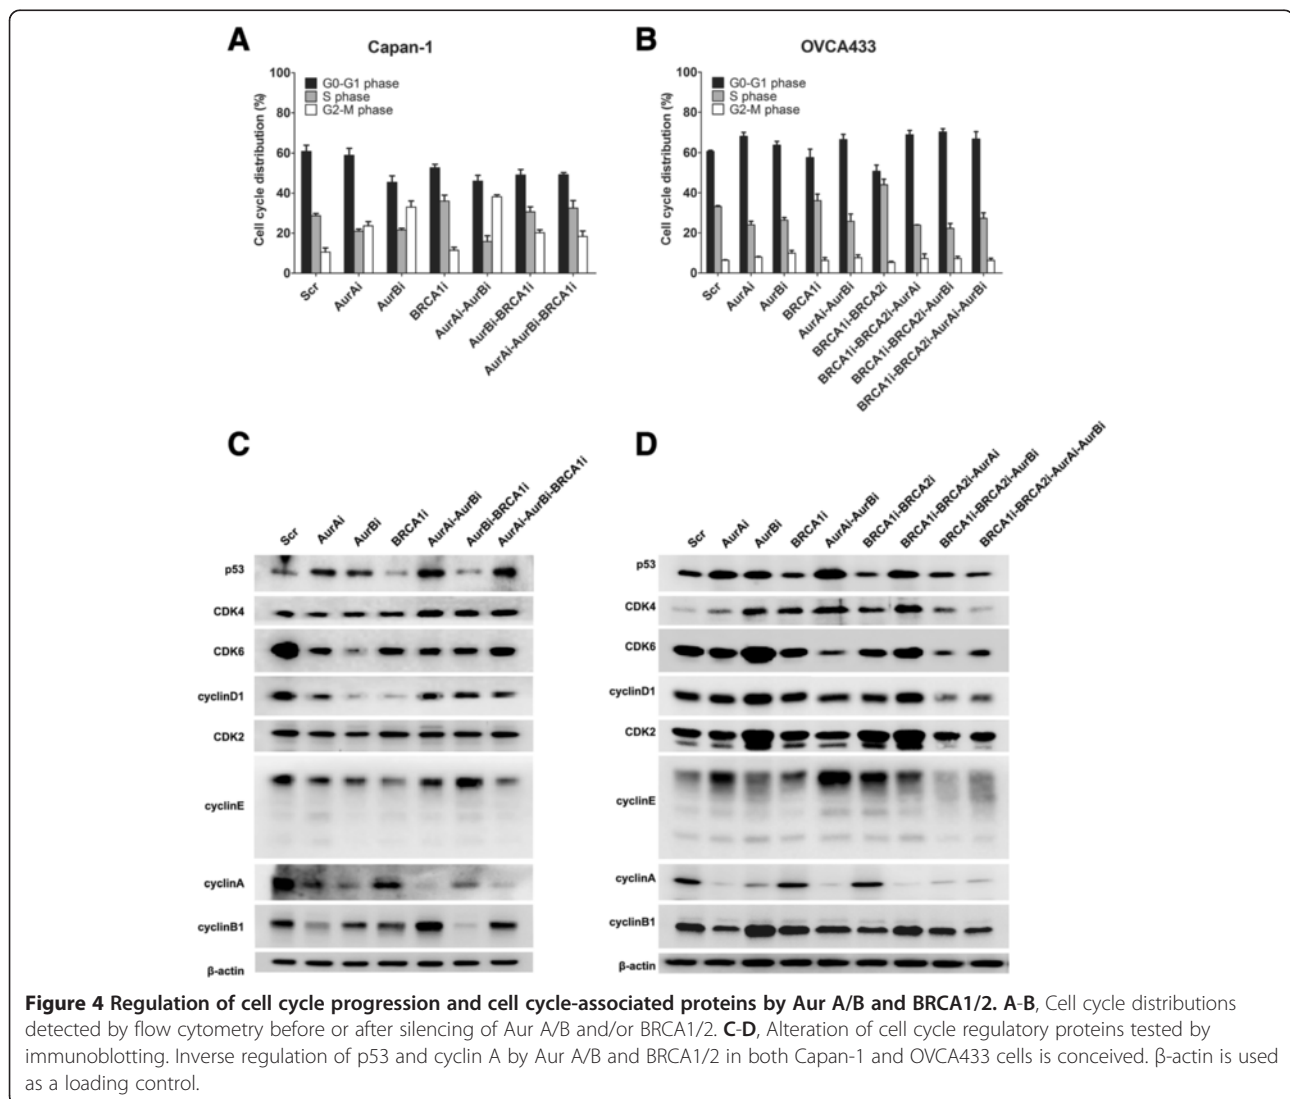 A
Capan-1
Cell cycle distribution (%)
100
80
60
40
20
0
G0-G1 phase
S phase
G2-M phase
Scr
AurAi
AurBi
BRCA1i
AurAi-AurBi
AurBi-BRCA1i
AurAi-AurBi-BRCA1i
B
OVCA433
Cell cycle distribution (%)
100
80
60
40
20
0
G0-G1 phase
S phase
G2-M phase
Scr
AurAi
AurBi
BRCA1i
AurAi-AurBi
BRCA1i-BRCA2i
BRCA1i-BRCA2i-AurAi
BRCA1i-BRCA2i-AurBi
BRCA1i-BRCA2i-AurAi-AurBi
C
Scr
AurAi
AurBi
BRCA1i
AurAi-AurBi
AurBi-BRCA1i
AurAi-AurBi-BRCA1i
p53
CDK4
CDK6
cyclinD1
CDK2
cyclinE
cyclinA
cyclinB1
β-actin
D
Scr
AurAi
AurBi
BRCA1i
AurAi-AurBi
BRCA1i-BRCA2i
BRCA1i-BRCA2i-AurAi
BRCA1i-BRCA2i-AurBi
BRCA1i-BRCA2i-AurAi-AurBi
p53
CDK4
CDK6
cyclinD1
CDK2
cyclinE
cyclinA
cyclinB1
β-actin
Figure 4 Regulation of cell cycle progression and cell cycle-associated proteins by Aur A/B and BRCA1/2. A-B, Cell cycle distributions
detected by flow cytometry before or after silencing of Aur A/B and/or BRCA1/2. C-D, Alteration of cell cycle regulatory proteins tested by
immunoblotting. Inverse regulation of p53 and cyclin A by Aur A/B and BRCA1/2 in both Capan-1 and OVCA433 cells is conceived. β-actin is used
as a loading control.